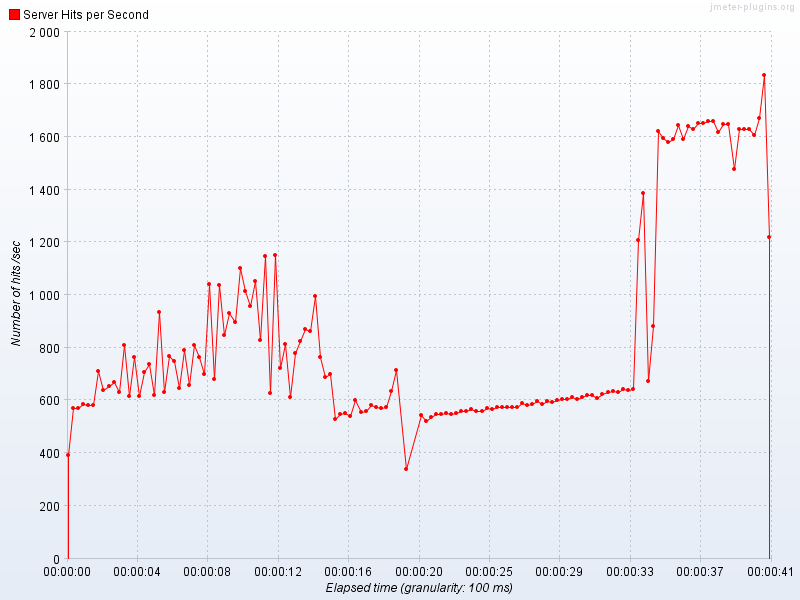 jmeter-plugins.org
Server Hits per Second
2 000
1 800
1 600
1 400
1 200
1 000
800
600
400
200
0
Number of hits /sec
00:00:00 00:00:04 00:00:08 00:00:12 00:00:16 00:00:20 00:00:25 00:00:29 00:00:33 00:00:37 00:00:41
Elapsed time (granularity: 100 ms)